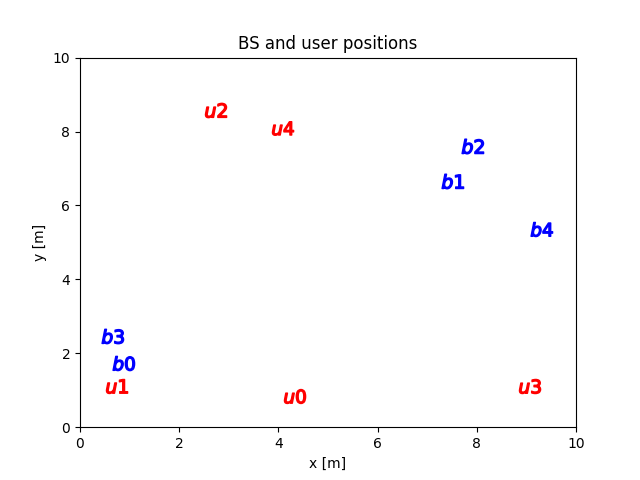 BS and user positions
10
u2
u4
8
b2
b1
6
b4
y [m]
4
b3
2
b0
u1
u0
u3
0
0 2 4 6 8 10
x [m]